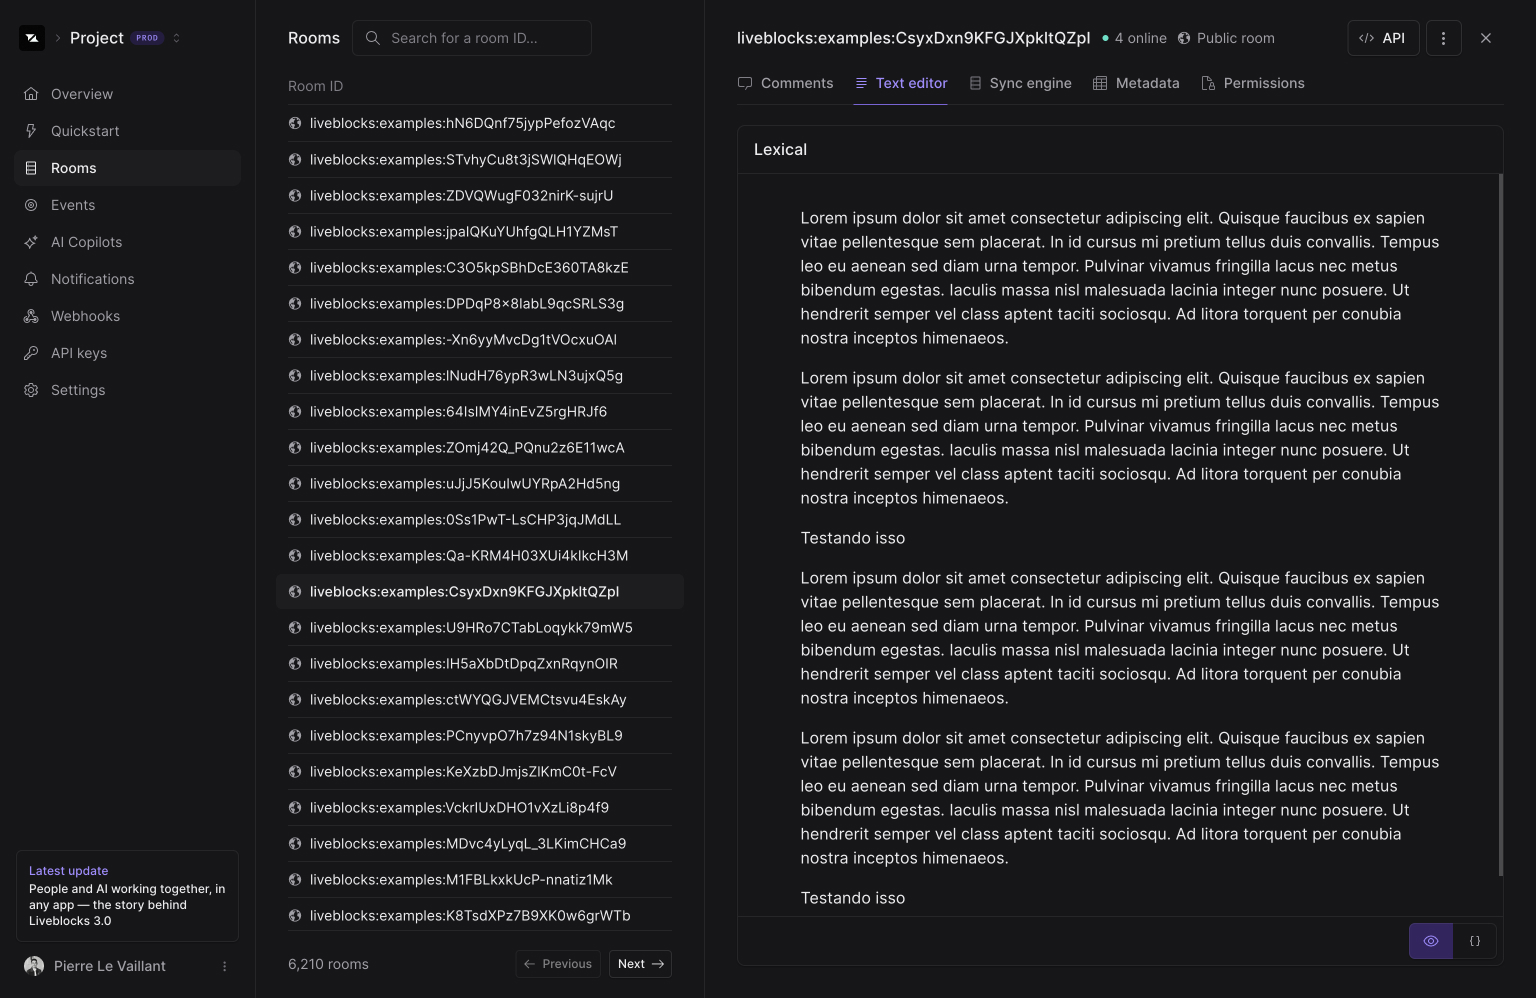 Project PROD
Overview
Quickstart
Rooms
Events
AI Copilots
Notifications
Webhooks
API keys
Settings
Latest update
People and AI working together, in
any app — the story behind
Liveblocks 3.0
Pierre Le Vaillant
Rooms
Search for a room ID...
Room ID
liveblocks:examples:hN6DQnf75jypPefozVAqc
liveblocks:examples:STvhyCu8t3jSWlQHqEOWj
liveblocks:examples:ZDVQWugF032nirK-sujrU
liveblocks:examples:jpaIQKuYUhfgQLH1YZMsT
liveblocks:examples:C3O5kpSBhDcE360TA8kzE
liveblocks:examples:DPDqP8×8IabL9qcSRLS3g
liveblocks:examples:-Xn6yyMvcDg1tVOcxuOAl
liveblocks:examples:lNudH76ypR3wLN3ujxQ5g
liveblocks:examples:64IsIMY4inEvZ5rgHRJf6
liveblocks:examples:ZOmj42Q_PQnu2z6E11wcA
liveblocks:examples:uJjJ5KoulwUYRpA2Hd5ng
liveblocks:examples:0Ss1PwT-LsCHP3jqJMdLL
liveblocks:examples:Qa-KRM4H03XUi4kIkcH3M
liveblocks:examples:CsyxDxn9KFGJXpkltQZpI
liveblocks:examples:U9HRo7CTabLoqykk79mW5
liveblocks:examples:IH5aXbDtDpqZxnRqynOIR
liveblocks:examples:ctWYQGJVEMCtsvu4EskAy
liveblocks:examples:PCnyvpO7h7z94N1skyBL9
liveblocks:examples:KeXzbDJmjsZlKmC0t-FcV
liveblocks:examples:VckrIUxDHO1vXzLi8p4f9
liveblocks:examples:MDvc4yLyqL_3LKimCHCa9
liveblocks:examples:M1FBLkxkUcP-nnatiz1Mk
liveblocks:examples:K8TsdXPz7B9XK0w6grWTb
6,210 rooms
← Previous
Next →
liveblocks:examples:CsyxDxn9KFGJXpkltQZpI
4 online
Public room
</> API
Comments
Text editor
Sync engine
Metadata
Permissions
Lexical
Lorem ipsum dolor sit amet consectetur adipiscing elit. Quisque faucibus ex sapien
vitae pellentesque sem placerat. In id cursus mi pretium tellus duis convallis. Tempus
leo eu aenean sed diam urna tempor. Pulvinar vivamus fringilla lacus nec metus
bibendum egestas. Iaculis massa nisl malesuada lacinia integer nunc posuere. Ut
hendrerit semper vel class aptent taciti sociosqu. Ad litora torquent per conubia
nostra inceptos himenaeos.
Lorem ipsum dolor sit amet consectetur adipiscing elit. Quisque faucibus ex sapien
vitae pellentesque sem placerat. In id cursus mi pretium tellus duis convallis. Tempus
leo eu aenean sed diam urna tempor. Pulvinar vivamus fringilla lacus nec metus
bibendum egestas. Iaculis massa nisl malesuada lacinia integer nunc posuere. Ut
hendrerit semper vel class aptent taciti sociosqu. Ad litora torquent per conubia
nostra inceptos himenaeos.
Testando isso
Lorem ipsum dolor sit amet consectetur adipiscing elit. Quisque faucibus ex sapien
vitae pellentesque sem placerat. In id cursus mi pretium tellus duis convallis. Tempus
leo eu aenean sed diam urna tempor. Pulvinar vivamus fringilla lacus nec metus
bibendum egestas. Iaculis massa nisl malesuada lacinia integer nunc posuere. Ut
hendrerit semper vel class aptent taciti sociosqu. Ad litora torquent per conubia
nostra inceptos himenaeos.
Lorem ipsum dolor sit amet consectetur adipiscing elit. Quisque faucibus ex sapien
vitae pellentesque sem placerat. In id cursus mi pretium tellus duis convallis. Tempus
leo eu aenean sed diam urna tempor. Pulvinar vivamus fringilla lacus nec metus
bibendum egestas. Iaculis massa nisl malesuada lacinia integer nunc posuere. Ut
hendrerit semper vel class aptent taciti sociosqu. Ad litora torquent per conubia
nostra inceptos himenaeos.
Testando isso
{}